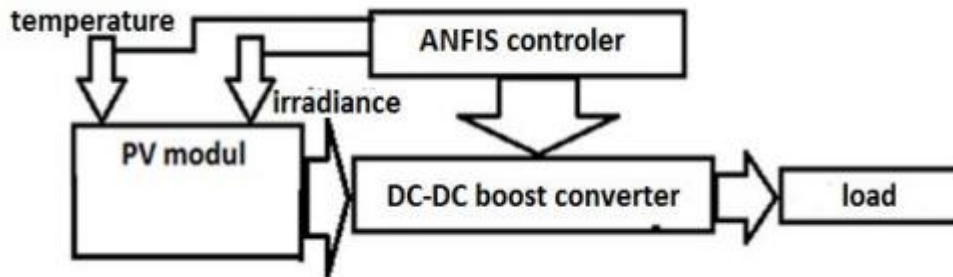 temperature
ANFIS controler
irradiance
PV modul
DC-DC boost converter
load